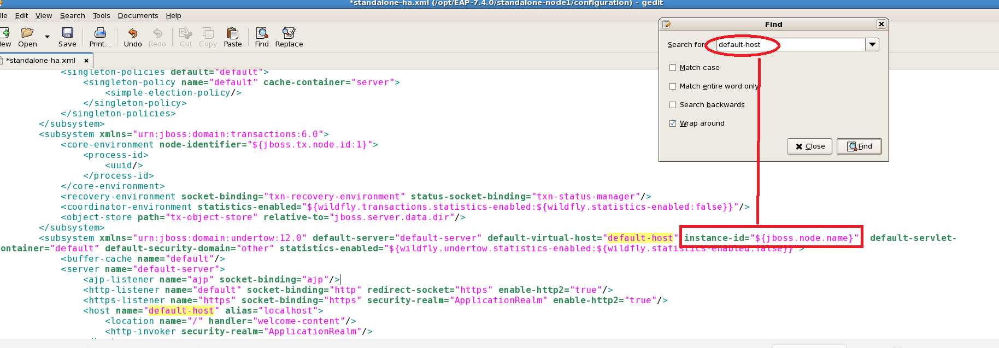 *standalone-ha.xml (/opt/EAP-7.4.0/standalone-node1/configuration) - gedit
Edit View Search Tools Documents Help
Open Save Print... Undo Redo Cut Copy Paste Find Replace
*standalone-ha.xml
<singleton-policies default="default">
<singleton-policy name="default" cache-container="server">
<simple-election-policy/>
</singleton-policy>
</singleton-policies>
</subsystem>
<subsystem xmlns="urn:jboss:domain:transactions:6.0">
<core-environment node-identifier="${jboss.tx.node.id:1}">
<process-id>
<uuid/>
</process-id>
</core-environment>
<recovery-environment socket-binding="txn-recovery-environment" status-socket-binding="txn-status-manager"/>
<coordinator-environment statistics-enabled="${wildfly.transactions.statistics-enabled:${wildfly.statistics-enabled:false}}"/>
<object-store path="tx-object-store" relative-to="jboss.server.data.dir"/>
</subsystem>
<subsystem xmlns="urn:jboss:domain:undertow:12.0" default-server="default-server" default-virtual-host="default-host" instance-id="${jboss.node.name}" default-servlet-
ontainer="default" default-security-domain="other" statistics-enabled="${wildfly.undertow.statistics-enabled:${wildfly.statistics-enabled:false}}">
<buffer-cache name="default"/>
<server name="default-server">
<ajp-listener name="ajp" socket-binding="ajp"/>
<http-listener name="default" socket-binding="http" redirect-socket="https" enable-http2="true"/>
<https-listener name="https" socket-binding="https" security-realm="ApplicationRealm" enable-http2="true"/>
<host name="default-host" alias="localhost">
<location name="/" handler="welcome-content"/>
<http-invoker security-realm="ApplicationRealm"/>
Find
Search for default-host
Match case
Match entire word only
Search backwards
Wrap around
Close Find